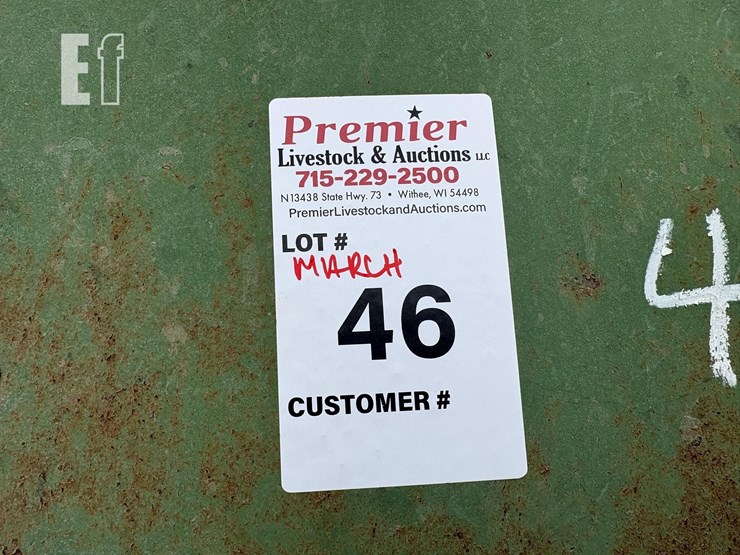 Ef
Premier
Livestock & Auctions LLC
715-229-2500
N13438 State Hwy. 73 • Withee, WI 54498
PremierLivestockandAuctions.com
LOT #
MARCH
46
CUSTOMER #
4